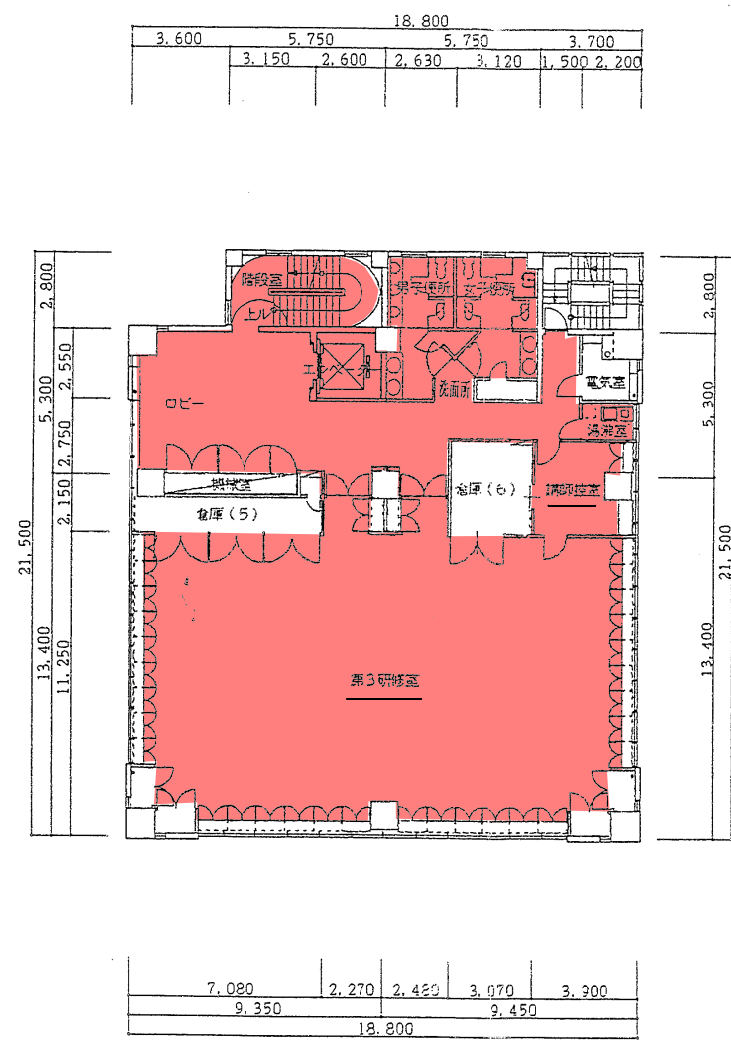 18,800
3,600 5,750 5,750 3,700
3,150 2,600 2,630 3,120 1,500 2,200
階段室
上ル
男子便所
女子便所
エレベーター
洗面所
電気室
湯沸室
ロビー
機械室
倉庫(5)
倉庫(6)
講師控室
第3研修室
2,800
5,300
2,550
2,750
2,150
21,500
13,400
11,250
2,800
5,300
21,500
13,400
7,080 2,270 2,480 3,070 3,900
9,350 9,450
18,800